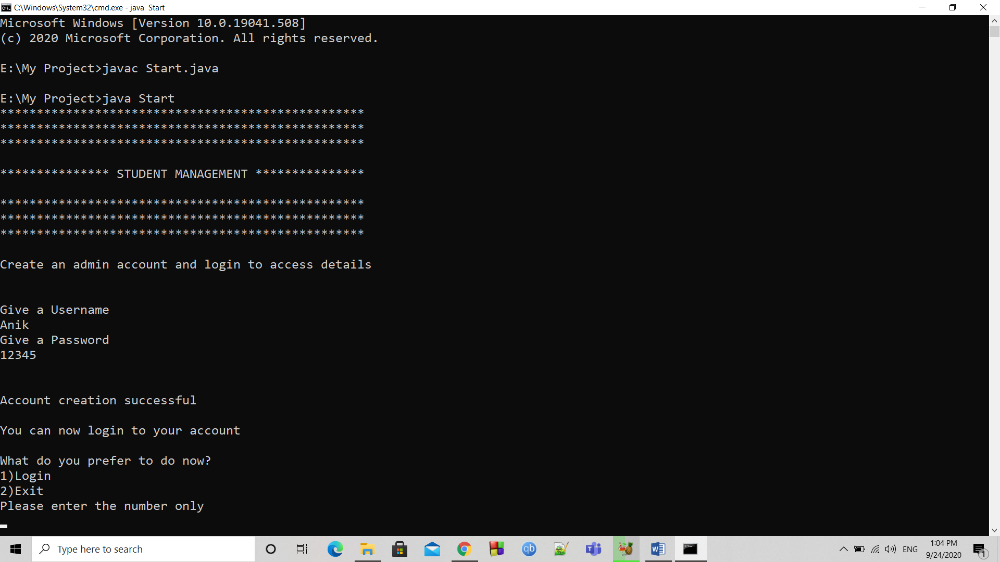 C:\Windows\System32\cmd.exe - java  Start
Microsoft Windows [Version 10.0.19041.508]
(c) 2020 Microsoft Corporation. All rights reserved.
E:\My Project>javac Start.java
E:\My Project>java Start
**************************************************
**************************************************
**************************************************
*************** STUDENT MANAGEMENT ***************
**************************************************
**************************************************
**************************************************
Create an admin account and login to access details
Give a Username
Anik
Give a Password
12345
Account creation successful
You can now login to your account
What do you prefer to do now?
1)Login
2)Exit
Please enter the number only
Type here to search
qb
ENG
1:04 PM
9/24/2020
1